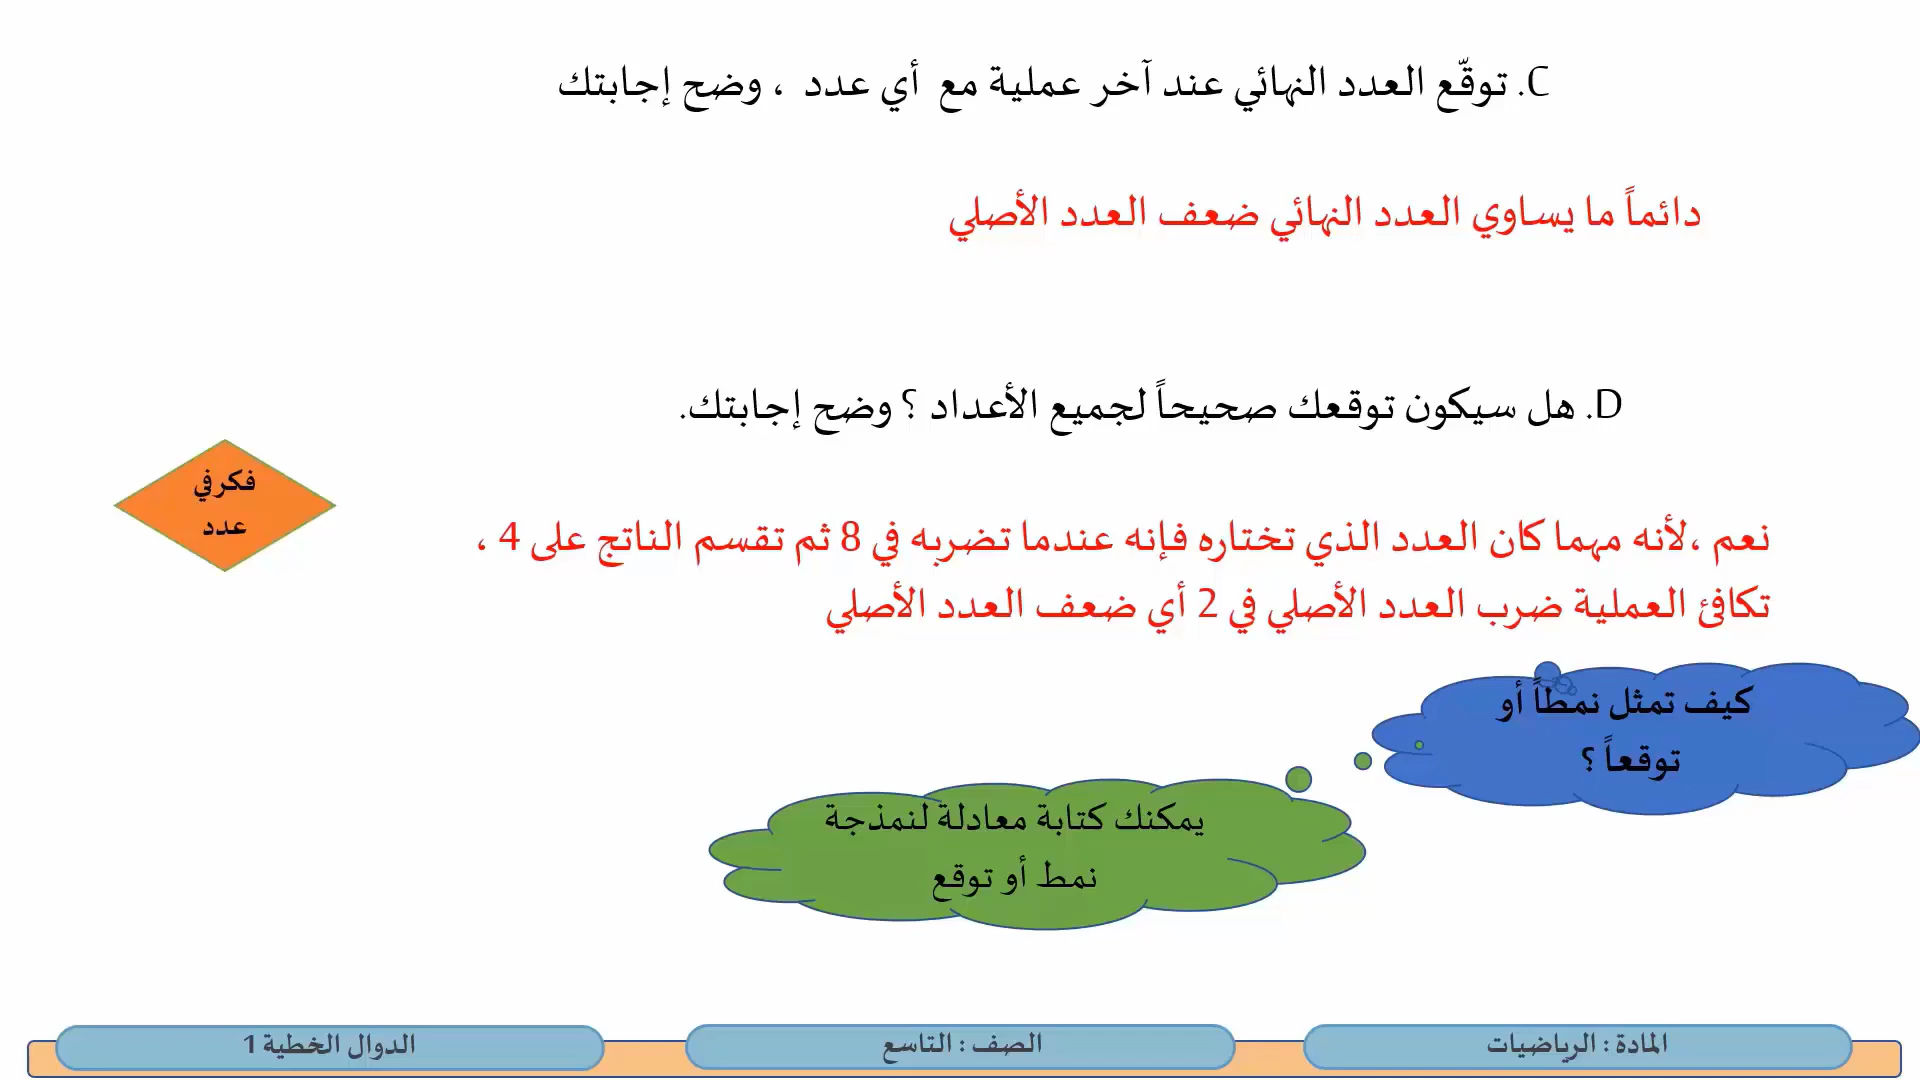 C. توقّع العدد النهائي عند آخر عملية مع أي عدد ، وضح إجابتك
دائماً ما يساوي العدد النهائي ضعف العدد الأصلي
D. هل سيكون توقعك صحيحاً لجميع الأعداد ؟ وضح إجابتك.
فكر في
عدد
نعم ،لأنه مهما كان العدد الذي تختاره فإنه عندما تضربه في 8 ثم تقسم الناتج على 4 ،
تكافئ العملية ضرب العدد الأصلي في 2 أي ضعف العدد الأصلي
كيف تمثل نمطاً أو
توقعاً ؟
يمكنك كتابة معادلة لنمذجة
نمط أو توقع
المادة : الرياضيات
الصف : التاسع
الدوال الخطية 1